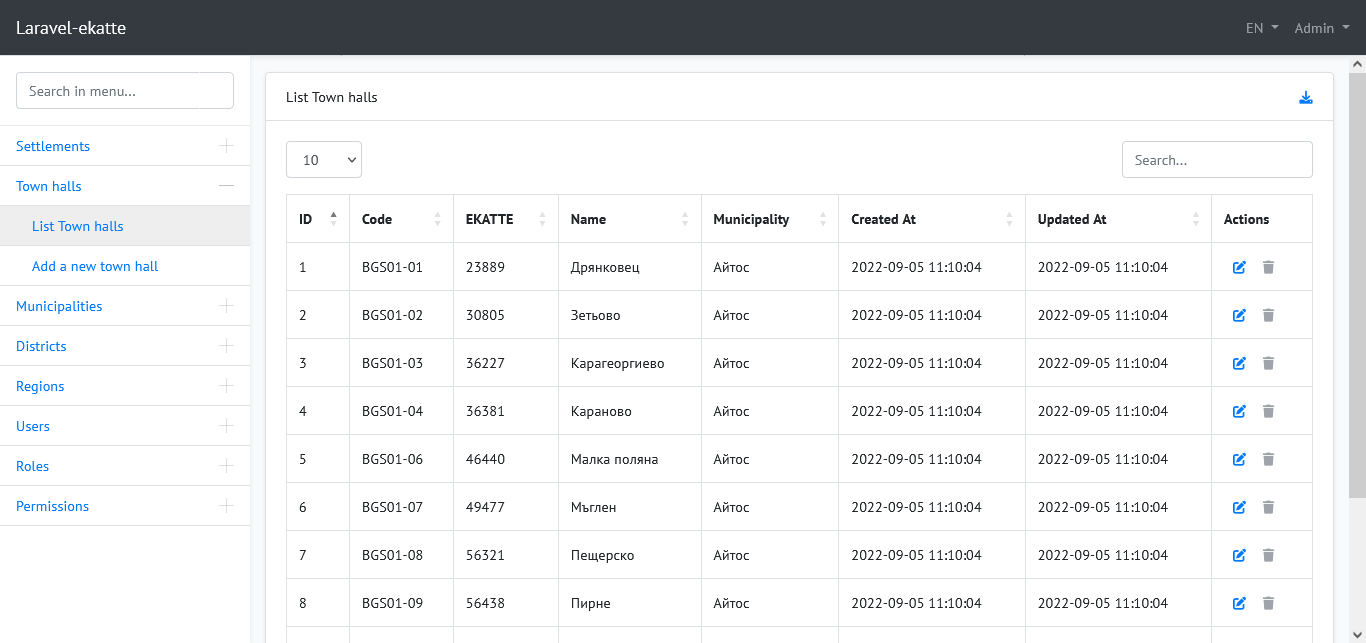 Laravel-ekatte
EN
Admin
Search in menu...
Settlements
Town halls
List Town halls
Add a new town hall
Municipalities
Districts
Regions
Users
Roles
Permissions
List Town halls
10
Search...
ID Code EKATTE Name Municipality Created At Updated At Actions
1 BGS01-01 23889 Дрянковец Айтос 2022-09-05 11:10:04 2022-09-05 11:10:04
2 BGS01-02 30805 Зетьово Айтос 2022-09-05 11:10:04 2022-09-05 11:10:04
3 BGS01-03 36227 Карагеоргиево Айтос 2022-09-05 11:10:04 2022-09-05 11:10:04
4 BGS01-04 36381 Караново Айтос 2022-09-05 11:10:04 2022-09-05 11:10:04
5 BGS01-06 46440 Малка поляна Айтос 2022-09-05 11:10:04 2022-09-05 11:10:04
6 BGS01-07 49477 Мъглен Айтос 2022-09-05 11:10:04 2022-09-05 11:10:04
7 BGS01-08 56321 Пещерско Айтос 2022-09-05 11:10:04 2022-09-05 11:10:04
8 BGS01-09 56438 Пирне Айтос 2022-09-05 11:10:04 2022-09-05 11:10:04